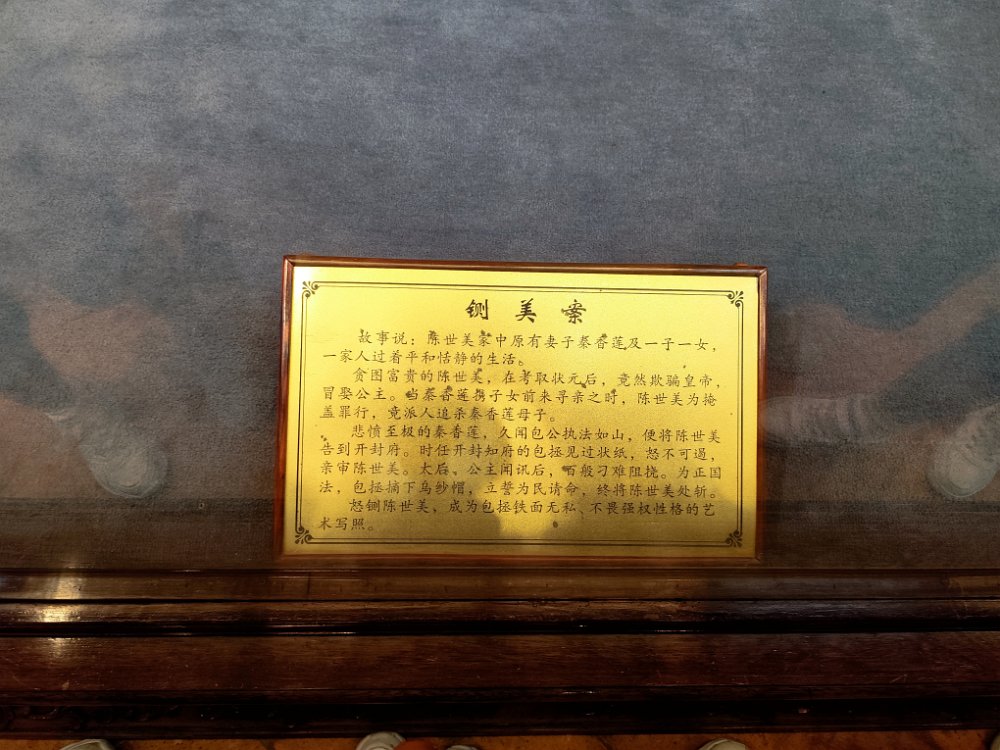 铡美案
故事说：陈世美家中原有妻子秦香莲及一子一女，
一家人过着平和恬静的生活。
贪图富贵的陈世美，在考取状元后，竟然欺骗皇帝，
冒娶公主。当秦香莲携子女前来寻亲之时，陈世美为掩
盖罪行，竟派人追杀秦香莲母子。
悲愤至极的秦香莲，久闻包公执法如山，便将陈世美
告到开封府。时任开封知府的包拯见过状纸，怒不可遏，
亲审陈世美。太后、公主闻讯后，百般刁难阻挠。为正国
法，包拯摘下乌纱帽，立誓为民请命，终将陈世美处斩。
怒铡陈世美，成为包拯铁面无私、不畏强权性格的艺
术写照。